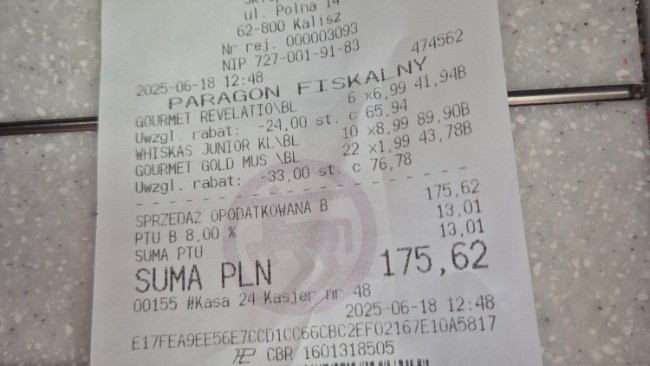 ul. Polna 14
62-800 Kalisz
Nr rej. 000003093
NIP 727-001-91-83
2025-06-18 12:48 474562
PARAGON FISKALNY
GOURMET REVELATIO\BL 6 x6,99 41,94B
Uwzgl. rabat: -24,00 st. c 65,94
WHISKAS JUNIOR KL\BL 10 x8,99 89,90B
GOURMET GOLD MUS \BL 22 x1,99 43,78B
Uwzgl. rabat: -33,00 st. c 76,78
SPRZEDAŻ OPODATKOWANA B 175,62
PTU B 8,00 % 13,01
SUMA PTU 13,01
SUMA PLN 175,62
00155 #Kasa 24 Kasjer nr 48
2025-06-18 12:48
E17FEA9EE56E7CCD1CC66CBC2EFF02167E10A5817
CBR 1601318505